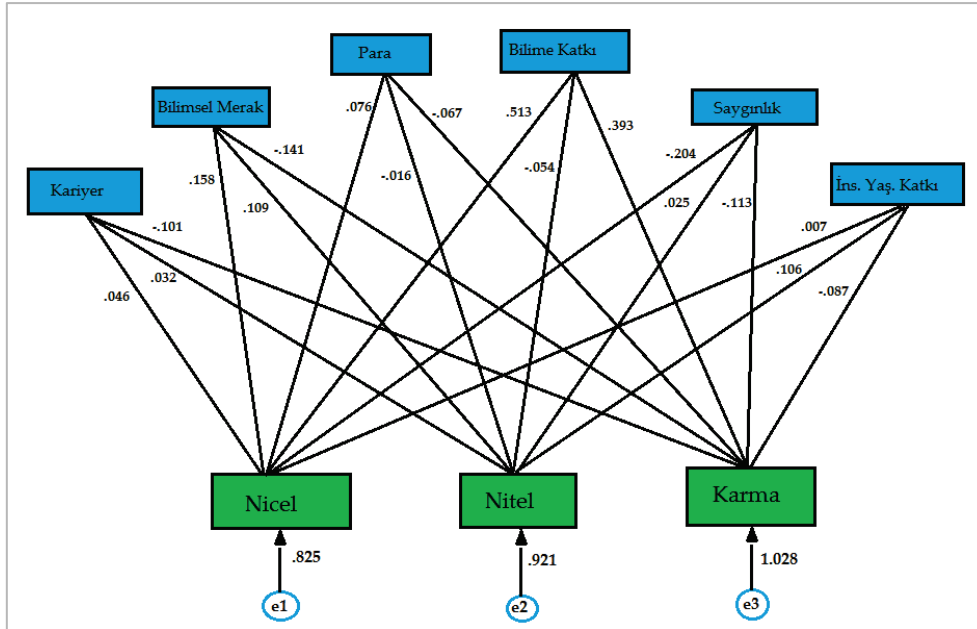 Para
Bilime Katkı
Bilimsel Merak
Saygınlık
Kariyer
İns. Yaş. Katkı
.076
-.067
.513
.393
-.141
-.204
.158
-.016
-.054
.109
.025
-.113
-.101
.007
.032
.106
.046
-.087
Nicel
Nitel
Karma
.825
.921
1.028
e1
e2
e3